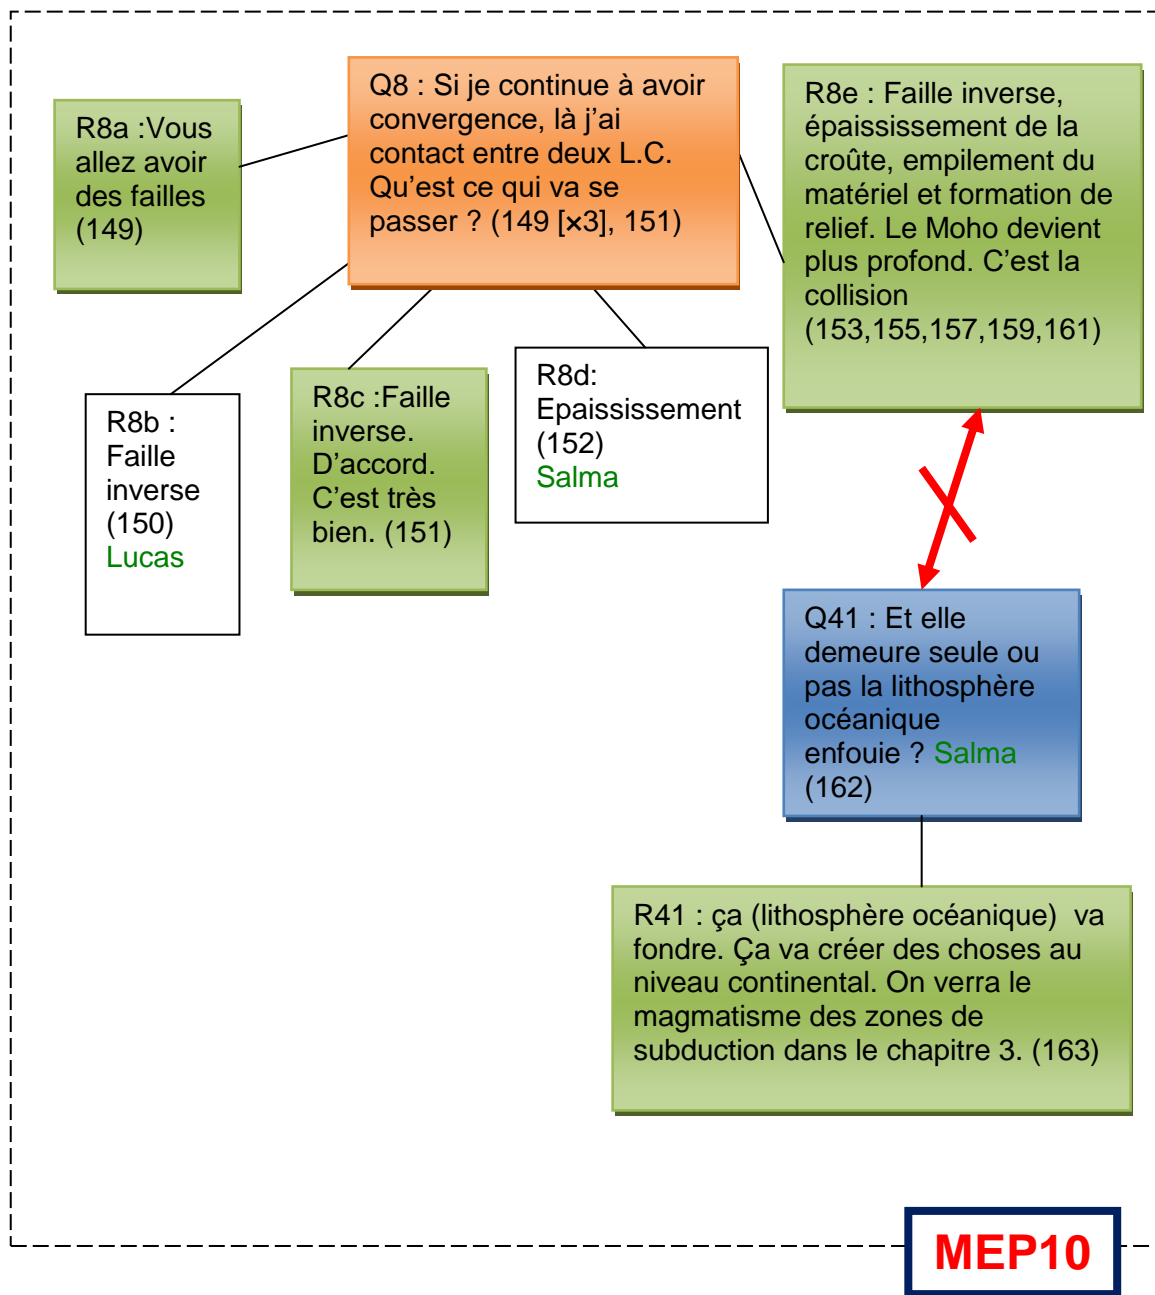 R8a :Vous
allez avoir
des failles
(149)
Q8 : Si je continue à avoir
convergence, là j’ai
contact entre deux L.C.
Qu’est ce qui va se
passer ? (149 [×3], 151)
R8e : Faille inverse,
épaississement de la
croûte, empilement du
matériel et formation de
relief. Le Moho devient
plus profond. C’est la
collision
(153,155,157,159,161)
R8b :
Faille
inverse
(150)
Lucas
R8c :Faille
inverse.
D’accord.
C’est très
bien. (151)
R8d:
Epaississement
(152)
Salma
Q41 : Et elle
demeure seule ou
pas la lithosphère
océanique
enfouie ? Salma
(162)
R41 : ça (lithosphère océanique)  va
fondre. Ça va créer des choses au
niveau continental. On verra le
magmatisme des zones de
subduction dans le chapitre 3. (163)
MEP10